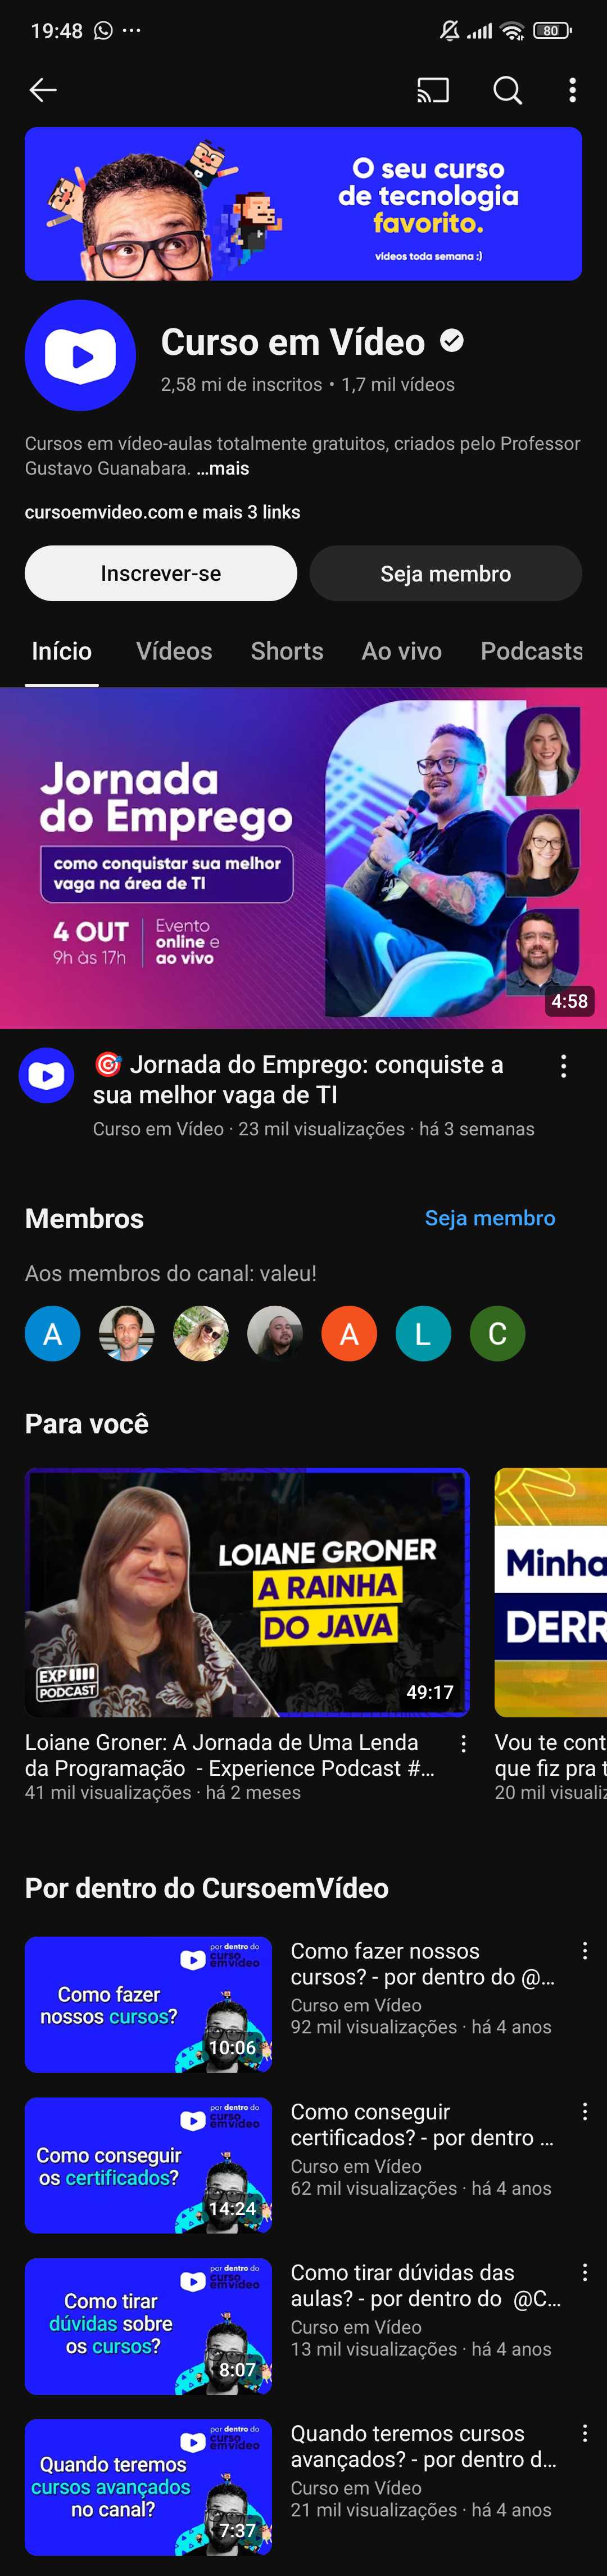 19:48
80
O seu curso
de tecnologia
favorito.
vídeos toda semana :)
Curso em Vídeo
2,58 mi de inscritos • 1,7 mil vídeos
Cursos em vídeo-aulas totalmente gratuitos, criados pelo Professor
Gustavo Guanabara. ...mais
cursoemvideo.com e mais 3 links
Inscrever-se
Seja membro
Início
Vídeos
Shorts
Ao vivo
Podcasts
Jornada
do Emprego
como conquistar sua melhor
vaga na área de TI
4 OUT
9h às 17h
Evento
online e
ao vivo
4:58
🎯 Jornada do Emprego: conquiste a
sua melhor vaga de TI
Curso em Vídeo · 23 mil visualizações · há 3 semanas
Membros
Seja membro
Aos membros do canal: valeu!
A
A
L
C
Para você
LOIANE GRONER
A RAINHA
DO JAVA
EXP
PODCAST
49:17
Minha
DERR
Loiane Groner: A Jornada de Uma Lenda
da Programação - Experience Podcast #...
41 mil visualizações · há 2 meses
Vou te cont
que fiz pra t
20 mil visualiz
Por dentro do CursoemVídeo
por dentro do
curso
emvídeo
Como fazer
nossos cursos?
10:06
Como fazer nossos
cursos? - por dentro do @...
Curso em Vídeo
92 mil visualizações · há 4 anos
por dentro do
curso
emvídeo
Como conseguir
os certificados?
14:24
Como conseguir
certificados? - por dentro ...
Curso em Vídeo
62 mil visualizações · há 4 anos
por dentro do
curso
emvídeo
Como tirar
dúvidas sobre
os cursos?
8:07
Como tirar dúvidas das
aulas? - por dentro do @C...
Curso em Vídeo
13 mil visualizações · há 4 anos
por dentro do
curso
emvídeo
Quando teremos
cursos avançados
no canal?
7:37
Quando teremos cursos
avançados? - por dentro d...
Curso em Vídeo
21 mil visualizações · há 4 anos